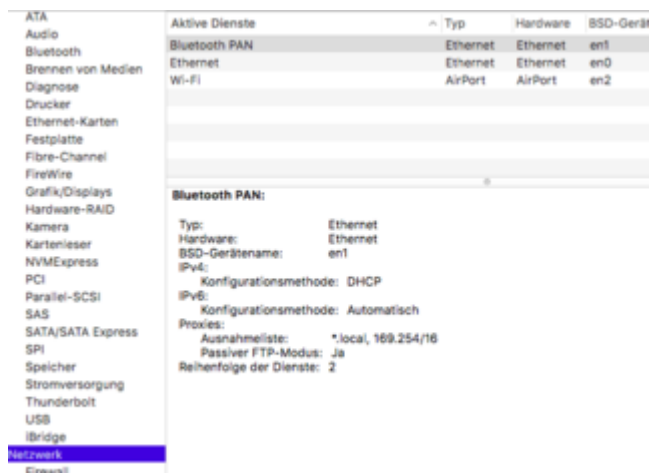 ATA
Audio
Bluetooth
Brennen von Medien
Diagnose
Drucker
Ethernet-Karten
Festplatte
Fibre-Channel
FireWire
Grafik/Displays
Hardware-RAID
Kamera
Kartenleser
NVMExpress
PCI
Parallel-SCSI
SAS
SATA/SATA Express
SPI
Speicher
Stromversorgung
Thunderbolt
USB
iBridge
Netzwerk
Firewall
Aktive Dienste Typ Hardware BSD-Gerät
Bluetooth PAN Ethernet Ethernet en1
Ethernet Ethernet Ethernet en0
Wi-Fi AirPort AirPort en2
Bluetooth PAN:
Typ: Ethernet
Hardware: Ethernet
BSD-Gerätename: en1
IPv4:
Konfigurationsmethode: DHCP
IPv6:
Konfigurationsmethode: Automatisch
Proxies:
Ausnahmeliste: *.local, 169.254/16
Passiver FTP-Modus: Ja
Reihenfolge der Dienste: 2